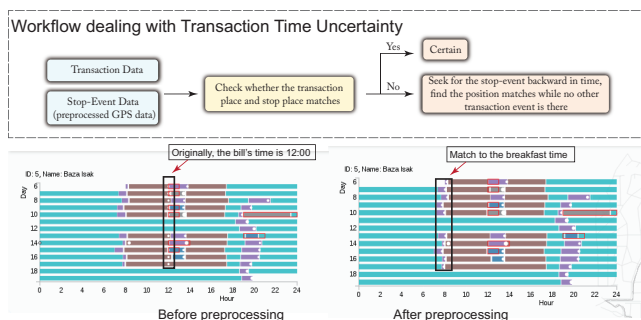 Workflow dealing with Transaction Time Uncertainty
Transaction Data
Stop-Event Data
(preprocessed GPS data)
Check whether the transaction
place and stop place matches
Yes
Certain
No
Seek for the stop-event backward in time,
find the position matches while no other
transaction event is there
Originally, the bill's time is 12:00
ID: 5, Name: Baza Isak
Day
6
8
10
12
14
16
18
0 2 4 6 8 10 12 14 16 18 20 22 24
Hour
Before preprocessing
Match to the breakfast time
ID: 5, Name: Baza Isak
Day
6
8
10
12
14
16
18
0 2 4 6 8 10 12 14 16 18 20 22 24
Hour
After preprocessing